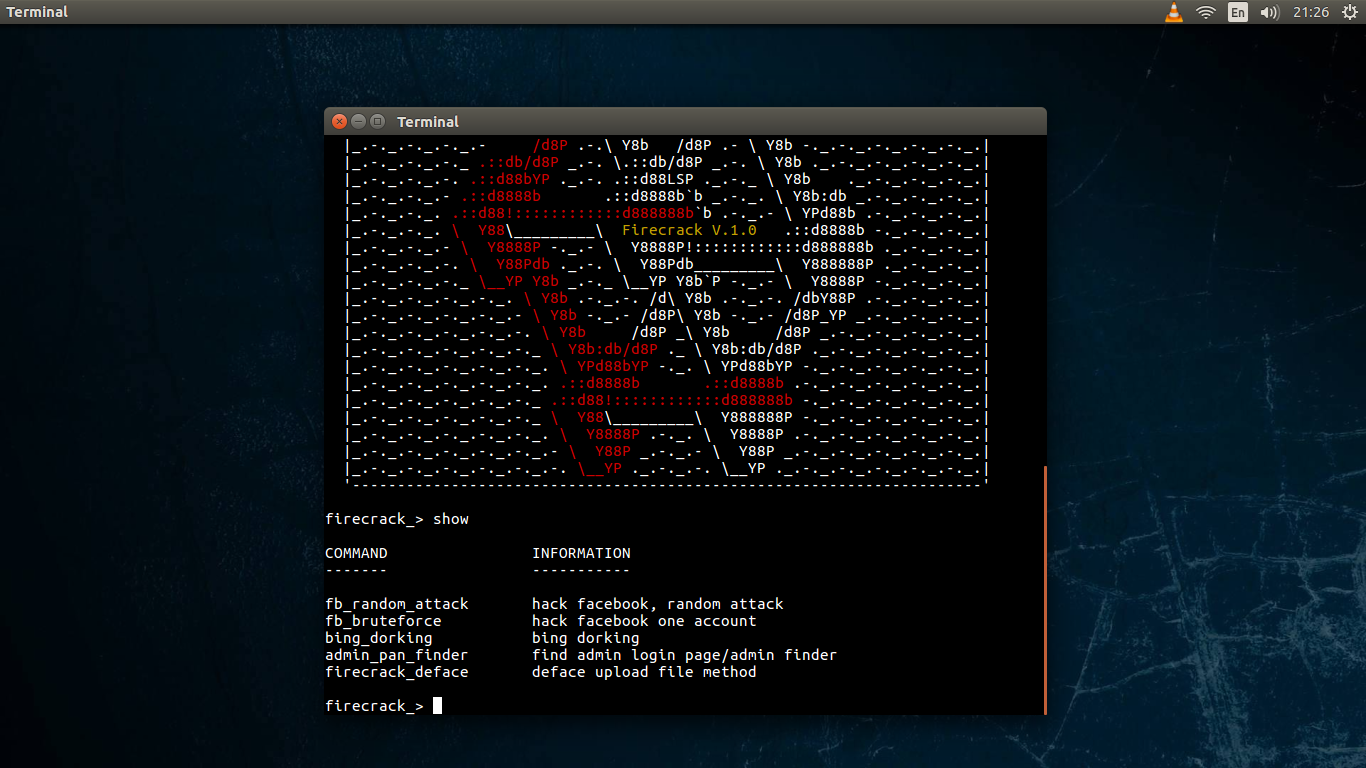 Terminal
En
21:26
Terminal
|_.-._.-._.-._.-     /d8P .-.\ Y8b   /d8P .- \ Y8b -._.-._.-._.-._.-._.|
|_.-._.-._.-._ .::db/d8P _.-. \.::db/d8P _.-. \ Y8b ._.-._.-._.-._.-._.|
|_.-._.-._.-. .::d88bYP ._.-. .::d88LSP ._.-._ \ Y8b    ._.-._.-._.-._.|
|_.-._.-._.- .::d8888b       .::d8888b`b _.-._. \ Y8b:db _.-._.-._.-._.|
|_.-._.-._. .::d88!::::::::::::d888888b`b .-._.- \ YPd88b -._.-._.-._.|
|_.-._.-._. \  Y88\_________\  Firecrack V.1.0   .::d8888b -._.-._.-._.|
|_.-._.-._.- \  Y8888P -._.- \  Y8888P!::::::::::::d888888b .-._.-._.|
|_.-._.-._.-. \  Y88Pdb ._.-. \  Y88Pdb_________\  Y888888P ._.-._.-._.|
|_.-._.-._.-._ \__YP Y8b _.-._ \__YP Y8b`P -._.- \  Y8888P -._.-._.-._.|
|_.-._.-._.-._.-._. \ Y8b .-._.-. /d\ Y8b .-._.-. /dbY88P --._.-._.-._.|
|_.-._.-._.-._.-._.- \ Y8b -._.- /d8P\ Y8b -._.- /d8P_YP _.-._.-._.-._.|
|_.-._.-._.-._.-._.-. \ Y8b     /d8P _\ Y8b     /d8P _.-._.-._.-._.-._.|
|_.-._.-._.-._.-._.-._ \ Y8b:db/d8P ._ \ Y8b:db/d8P ._.-._.-._.-._.-._.|
|_.-._.-._.-._.-._.-._. \ YPd88bYP -._. \ YPd88bYP -._.-._.-._.-._.-._.|
|_.-._.-._.-._.-._.-._. .::d8888b       .::d8888b .-._.-._.-._.-._.-._.|
|_.-._.-._.-._.-._.-._ .::d88!::::::::::::d888888b -._.-._.-._.-._.-._.|
|_.-._.-._.-._.-._.-._ \  Y88\_________\  Y888888P -._.-._.-._.-._.-._.|
|_.-._.-._.-._.-._.-._. \  Y8888P .-._. \  Y8888P .-._.-._.-._.-._.-._.|
|_.-._.-._.-._.-._.-._.- \  Y88P _.-._.- \  Y88P _.-._.-._.-._.-._.-._.|
|_.-._.-._.-._.-._.-._.-. \__YP ._.-._.-. \__YP ._.-._.-._.-._.-._.-._.|
'----------------------------------------------------------------------'
firecrack_> show
COMMAND                INFORMATION
-------                -----------
fb_random_attack       hack facebook, random attack
fb_bruteforce          hack facebook one account
bing_dorking           bing dorking
admin_pan_finder       find admin login page/admin finder
firecrack_deface       deface upload file method
firecrack_>